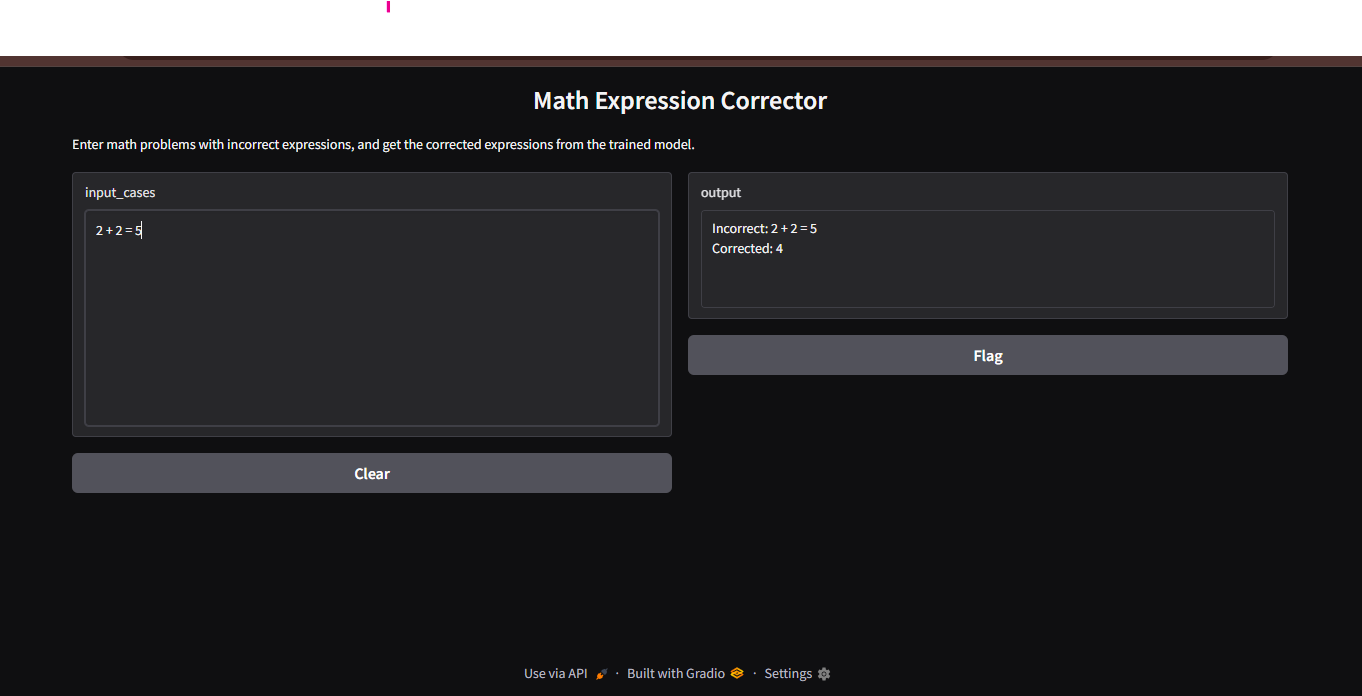 Math Expression Corrector
Enter math problems with incorrect expressions, and get the corrected expressions from the trained model.
input_cases
2 + 2 = 5
Clear
output
Incorrect: 2 + 2 = 5
Corrected: 4
Flag
Use via API · Built with Gradio · Settings